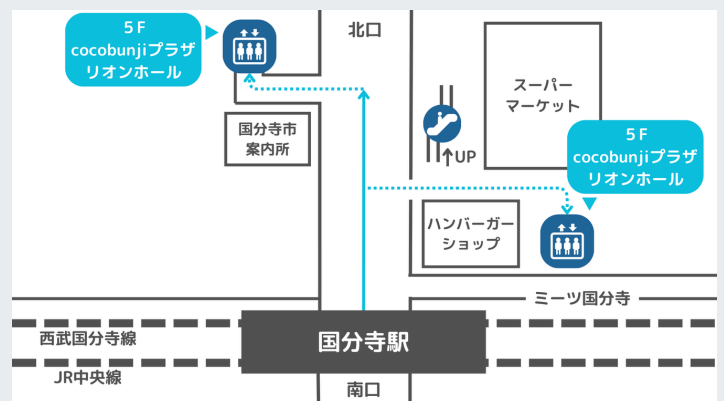 5F
cocobunjiプラザ
リオンホール
北口
スーパー
マーケット
国分寺市
案内所
↑UP
5F
cocobunjiプラザ
リオンホール
ハンバーガー
ショップ
ミーツ国分寺
西武国分寺線
国分寺駅
JR中央線
南口